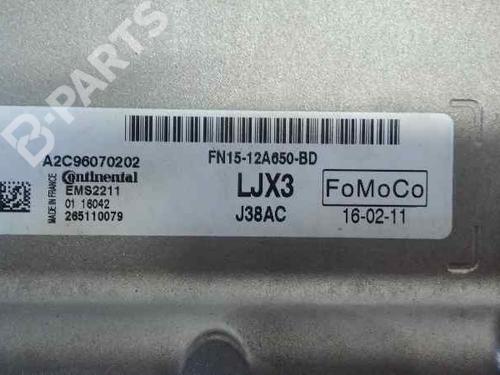 B-PARTS
A2C96070202
Continental
EMS2211
01 16042
265110079
MADE IN FRANCE
FN15-12A650-BD
LJX3
J38AC
FoMoCo
16-02-11